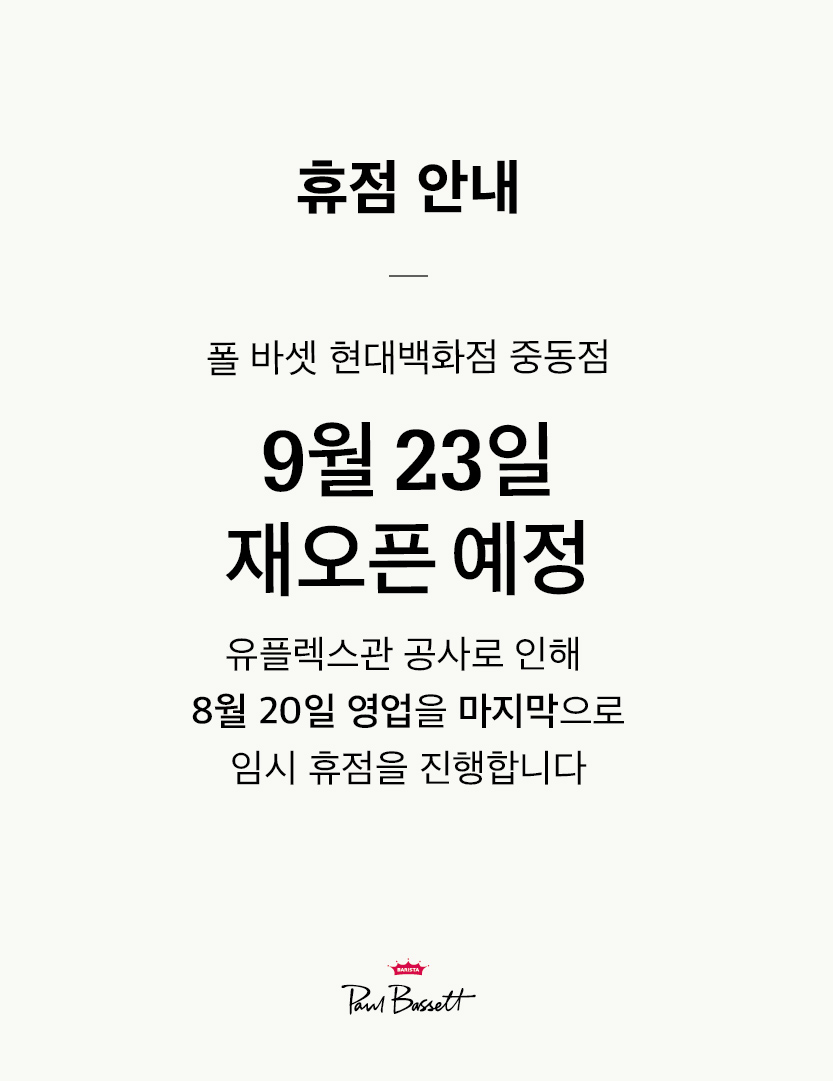 휴점 안내
폴 바셋 현대백화점 중동점
9월 23일
재오픈 예정
유플렉스관 공사로 인해
8월 20일 영업을 마지막으로
임시 휴점을 진행합니다
BARISTA
Paul Bassett